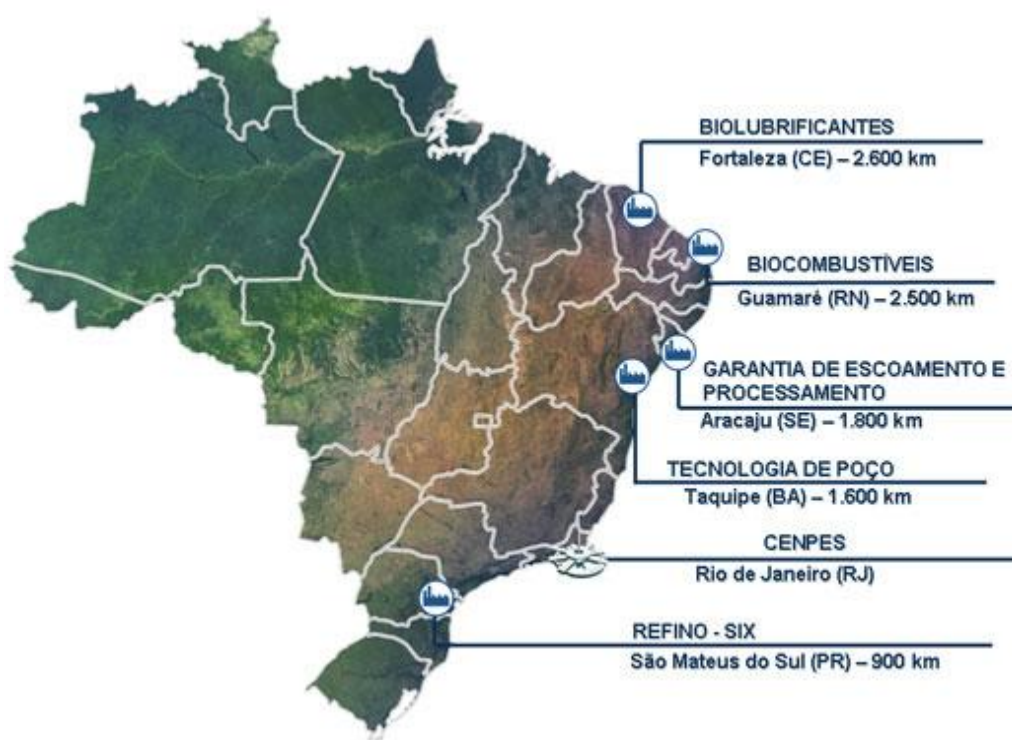 BIOLUBRIFICANTES
Fortaleza (CE) – 2.600 km
BIOCOMBUSTÍVEIS
Guamaré (RN) – 2.500 km
GARANTIA DE ESCOAMENTO E
PROCESSAMENTO
Aracaju (SE) – 1.800 km
TECNOLOGIA DE POÇO
Taquipe (BA) – 1.600 km
CENPES
Rio de Janeiro (RJ)
REFINO - SIX
São Mateus do Sul (PR) – 900 km